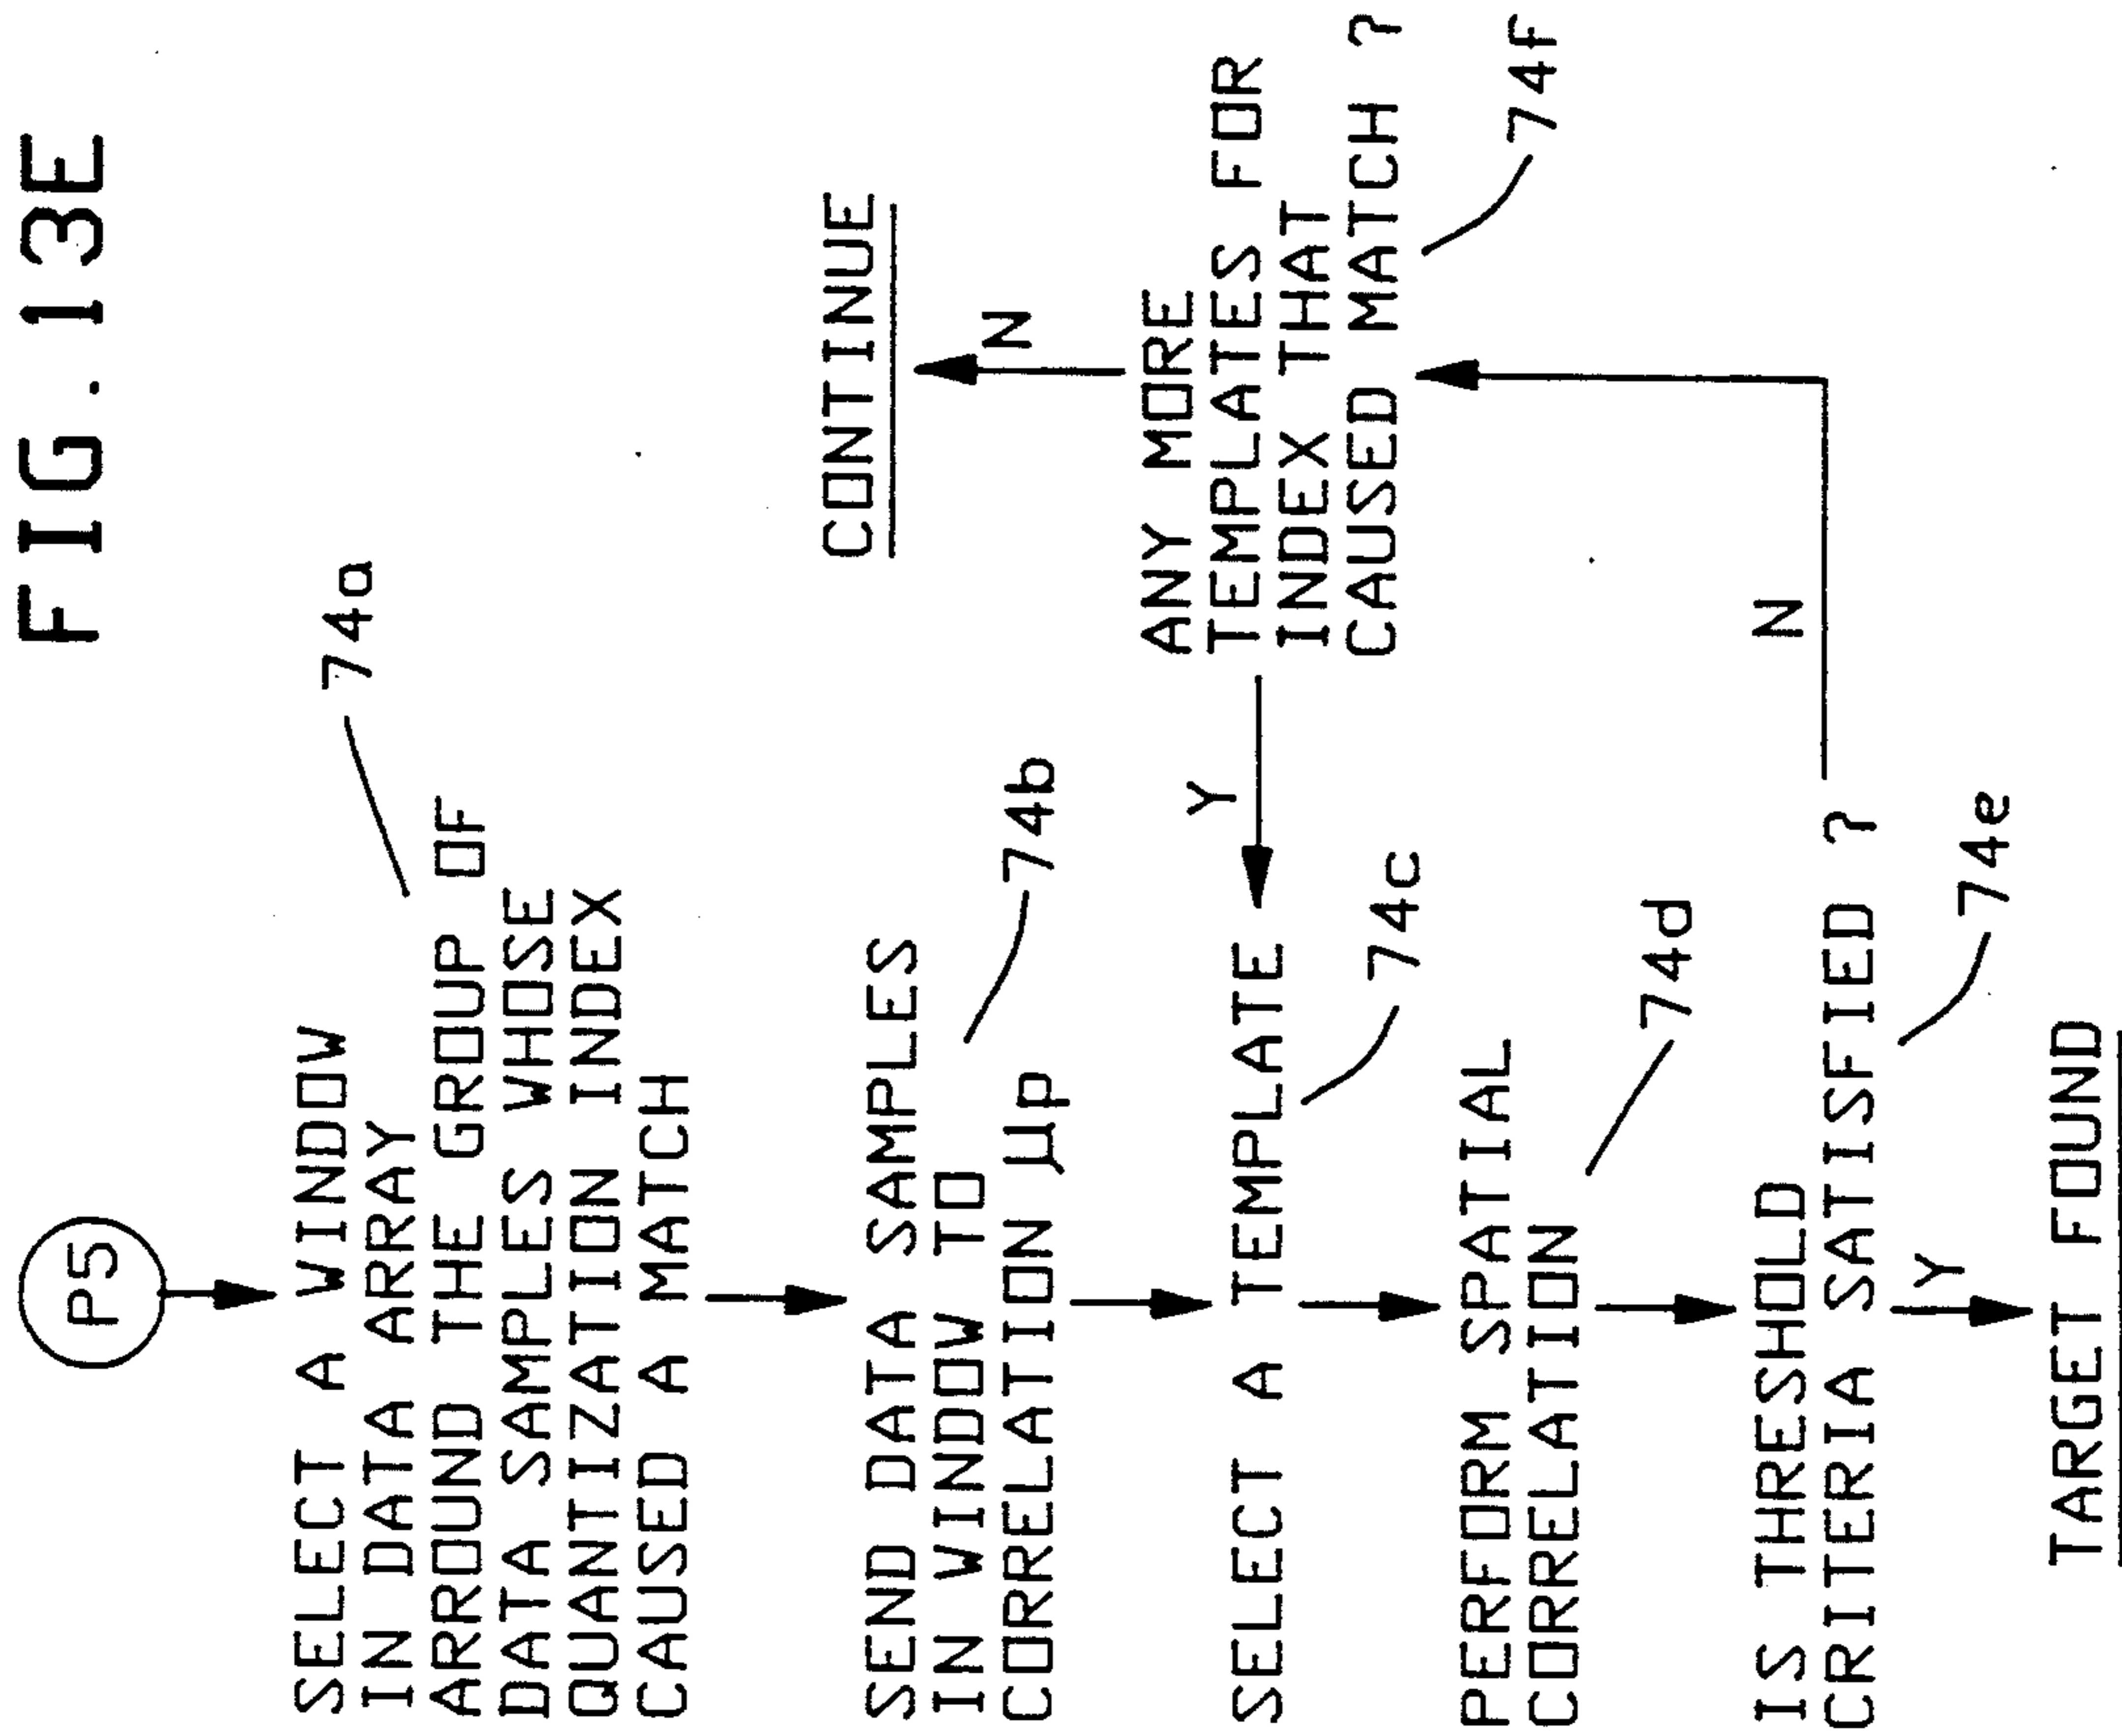 FIG. 13E
P5
SELECT A WINDOW
IN DATA ARRAY
ARROUND THE GROUP OF
DATA SAMPLES WHOSE
QUANTIZATION INDEX
CAUSED A MATCH
74a
SEND DATA SAMPLES
IN WINDOW TO
CORRELATION µp
74b
SELECT A TEMPLATE
74c
PERFORM SPATIAL
CORRELATION
74d
IS THRESHOLD
CRITERIA SATISFIED ?
74e
Y
TARGET FOUND
N
ANY MORE
TEMPLATES FOR
INDEX THAT
CAUSED MATCH ?
74f
Y
N
CONTINUE